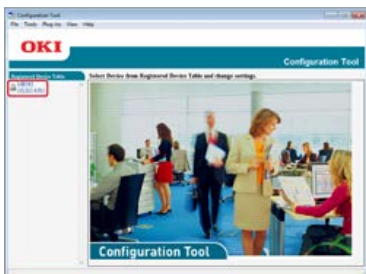 Configuration Tool
File Tools Plug-ins View Help
OKI
Configuration Tool
Registered Device Table
Select Device from Registered Device Table and change settings.
Configuration Tool